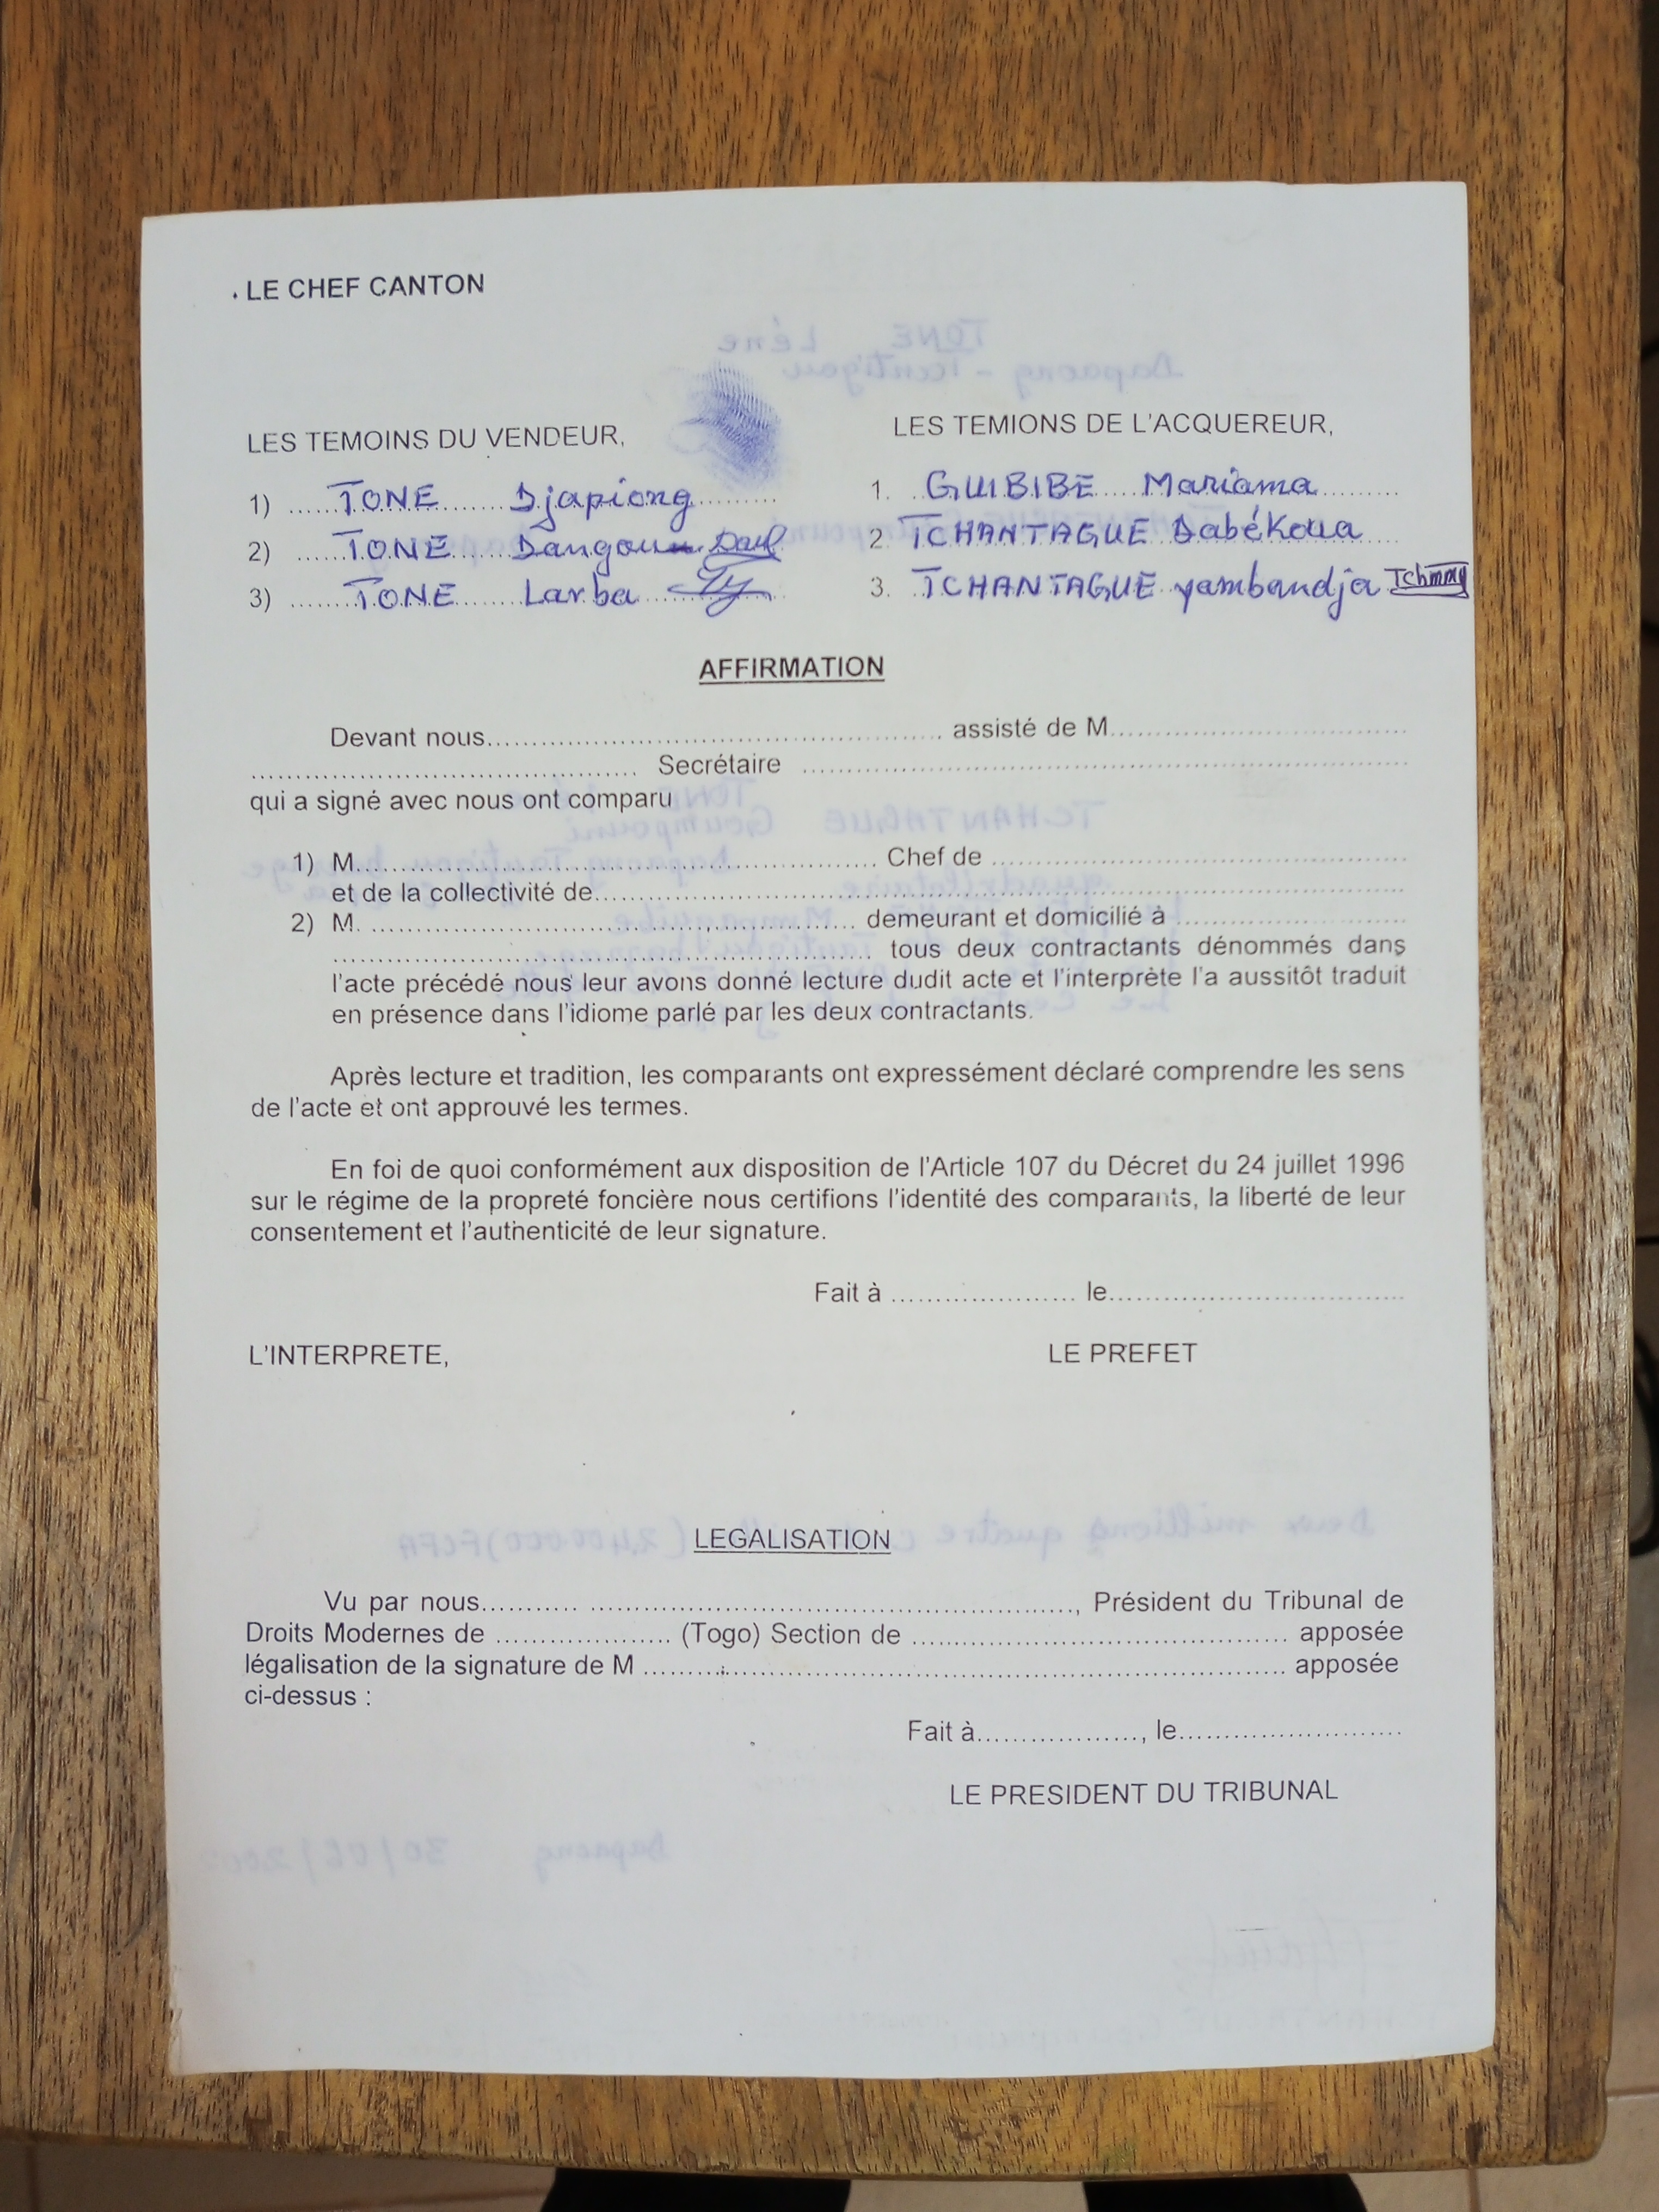 LE CHEF CANTON
LES TEMOINS DU VENDEUR,
1) ...... TONE ....... Djapiong ..........
2) ...... TONE ...... Dangou
3) ........ TONE ....... Larba ......
LES TEMIONS DE L'ACQUEREUR,
1. .. GUIBIBE .... Mariama .........
2. TCHANTAGUE Dabékoua ....
3. .. TCHANTAGUE yambandja
AFFIRMATION
Devant nous.................................................... assisté de M..................................
............................................ Secrétaire ....................................................................
qui a signé avec nous ont comparu
1) M........................................................... Chef de ................................................
et de la collectivité de............................................................................................
2) M. ....................................................... demeurant et domicilié à ..........................
............................................................. tous deux contractants dénommés dans
l'acte précédé nous leur avons donné lecture dudit acte et l'interprète l'a aussitôt traduit
en présence dans l'idiome parlé par les deux contractants.
Après lecture et tradition, les comparants ont expressément déclaré comprendre les sens
de l'acte et ont approuvé les termes.
En foi de quoi conformément aux disposition de l'Article 107 du Décret du 24 juillet 1996
sur le régime de la propreté foncière nous certifions l'identité des comparants, la liberté de leur
consentement et l'authenticité de leur signature.
Fait à ..................... le..................................
L'INTERPRETE,
LE PREFET
LEGALISATION
Vu par nous........... ......................................................., Président du Tribunal de
Droits Modernes de .................... (Togo) Section de ........................................... apposée
légalisation de la signature de M ......................................................................... apposée
ci-dessus :
Fait à..................., le.........................
LE PRESIDENT DU TRIBUNAL